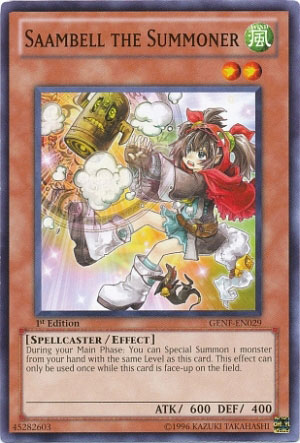 SAAMBELL THE SUMMONER
WIND
風
1st Edition
GENF-EN029
[SPELLCASTER / EFFECT]
During your Main Phase: You can Special Summon 1 monster
from your hand with the same Level as this card. This effect can
only be used once while this card is face-up on the field.
ATK/ 600 DEF/ 400
45282603
©1996 KAZUKI TAKAHASHI